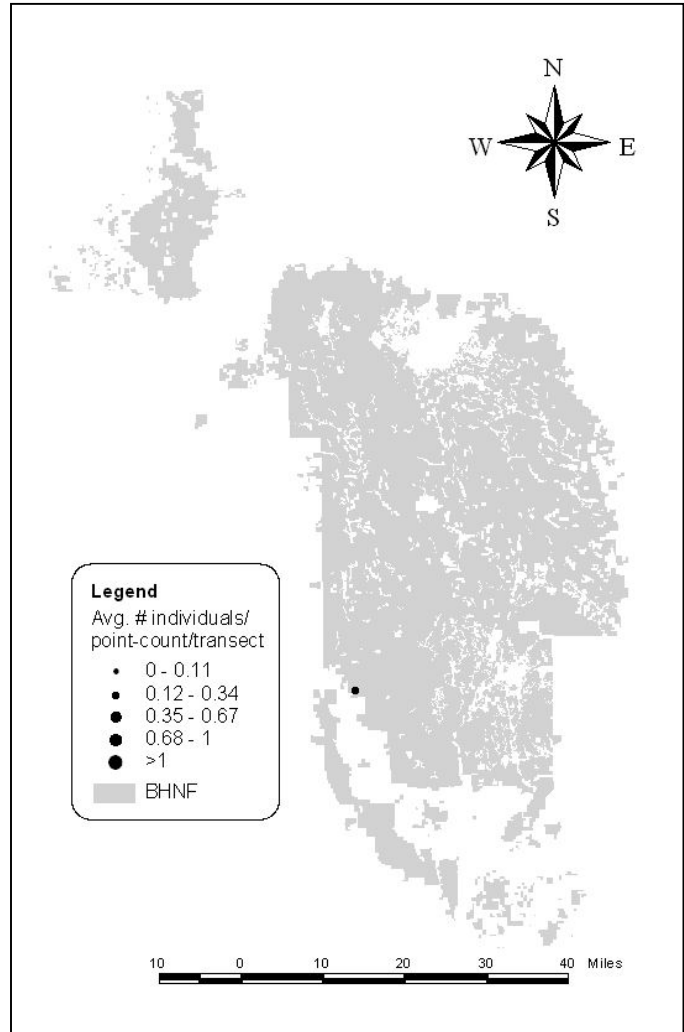 N
W E
S
Legend
Avg. # individuals/
point-count/transect
0 - 0.11
0.12 - 0.34
0.35 - 0.67
0.68 - 1
>1
BHNF
10 0 10 20 30 40 Miles